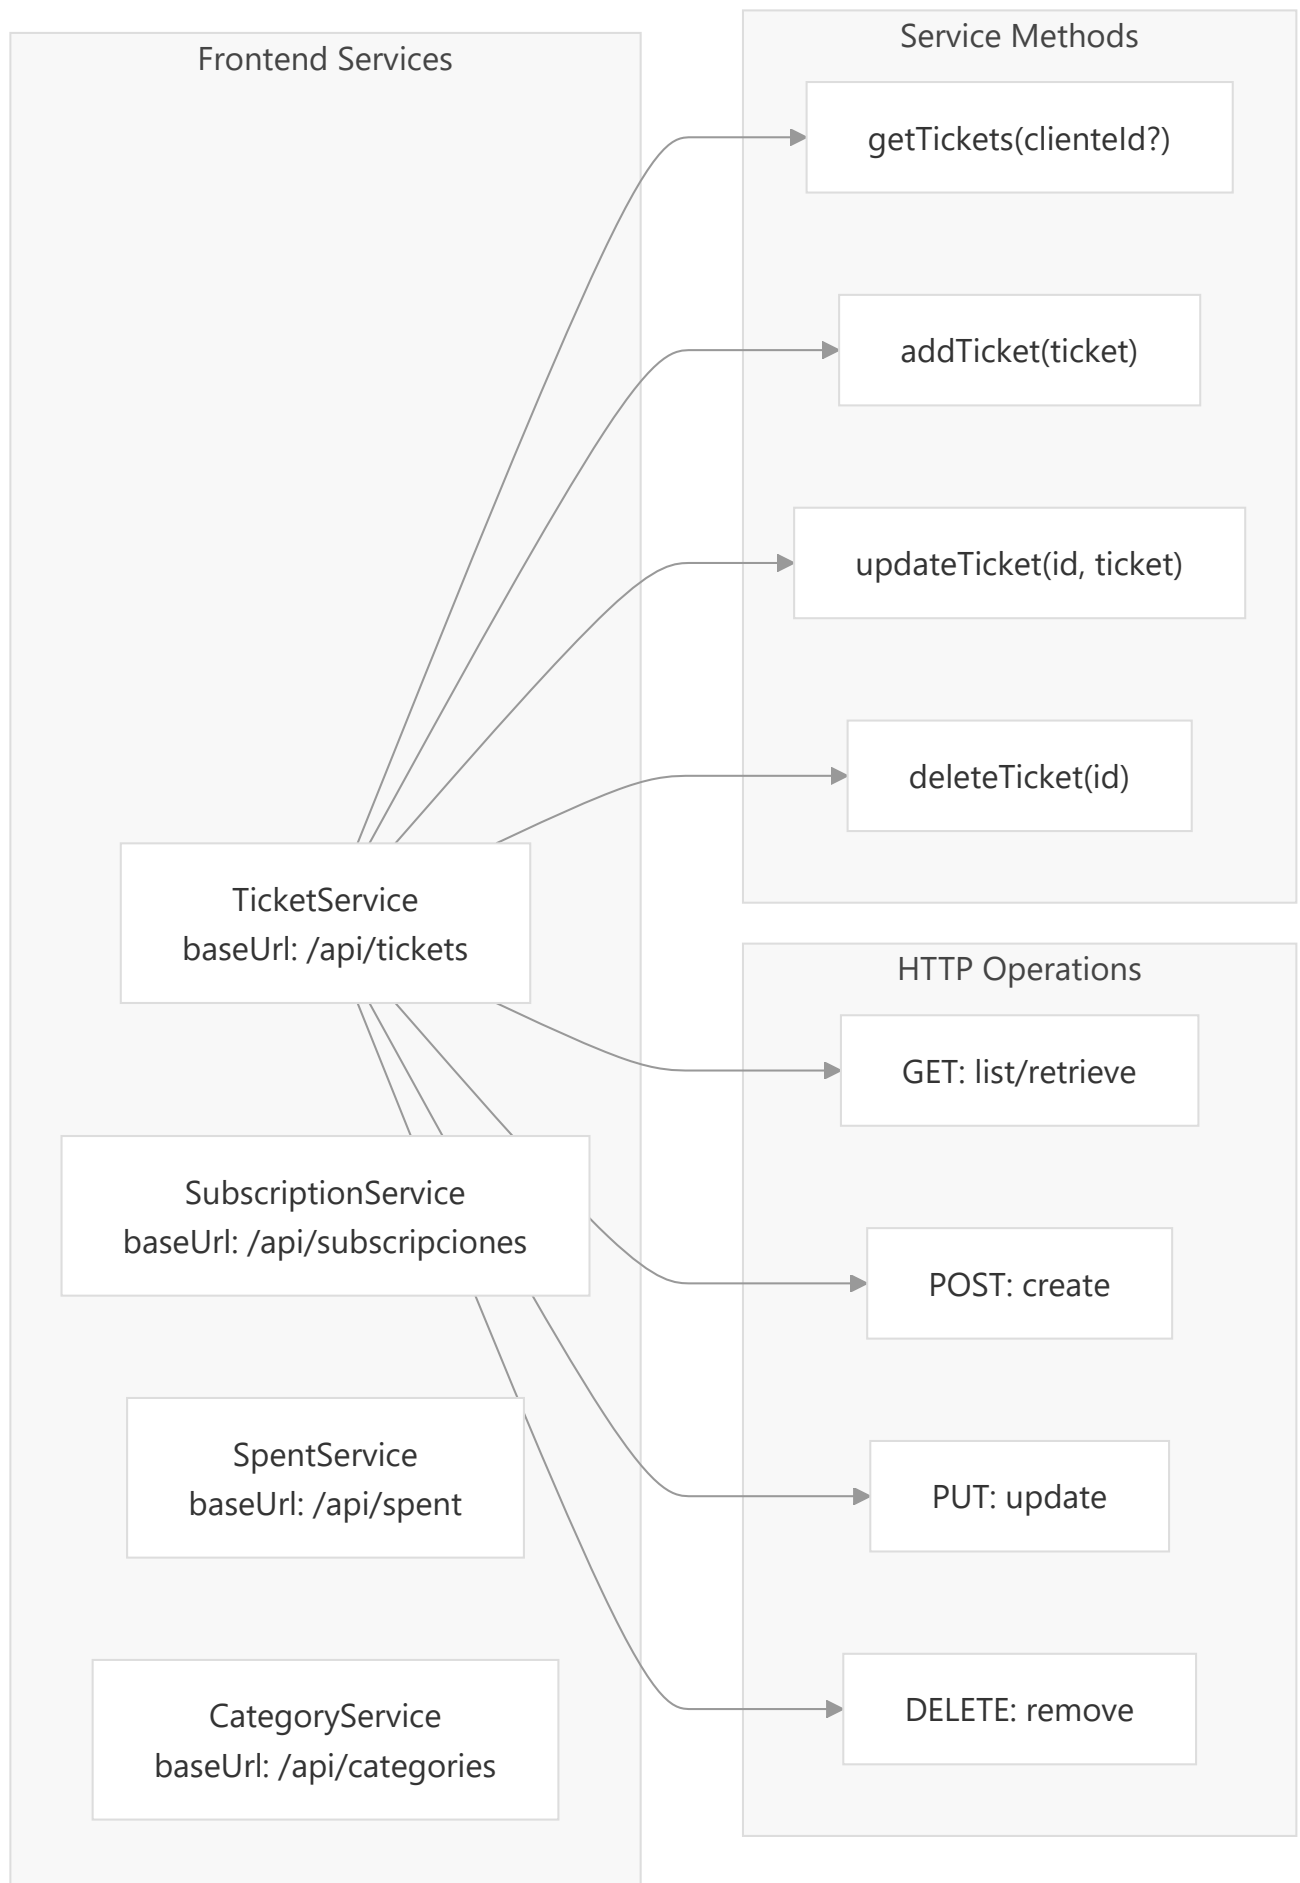 Frontend Services
TicketService
baseUrl: /api/tickets
SubscriptionService
baseUrl: /api/subscripciones
SpentService
baseUrl: /api/spent
CategoryService
baseUrl: /api/categories
Service Methods
getTickets(clienteId?)
addTicket(ticket)
updateTicket(id, ticket)
deleteTicket(id)
HTTP Operations
GET: list/retrieve
POST: create
PUT: update
DELETE: remove